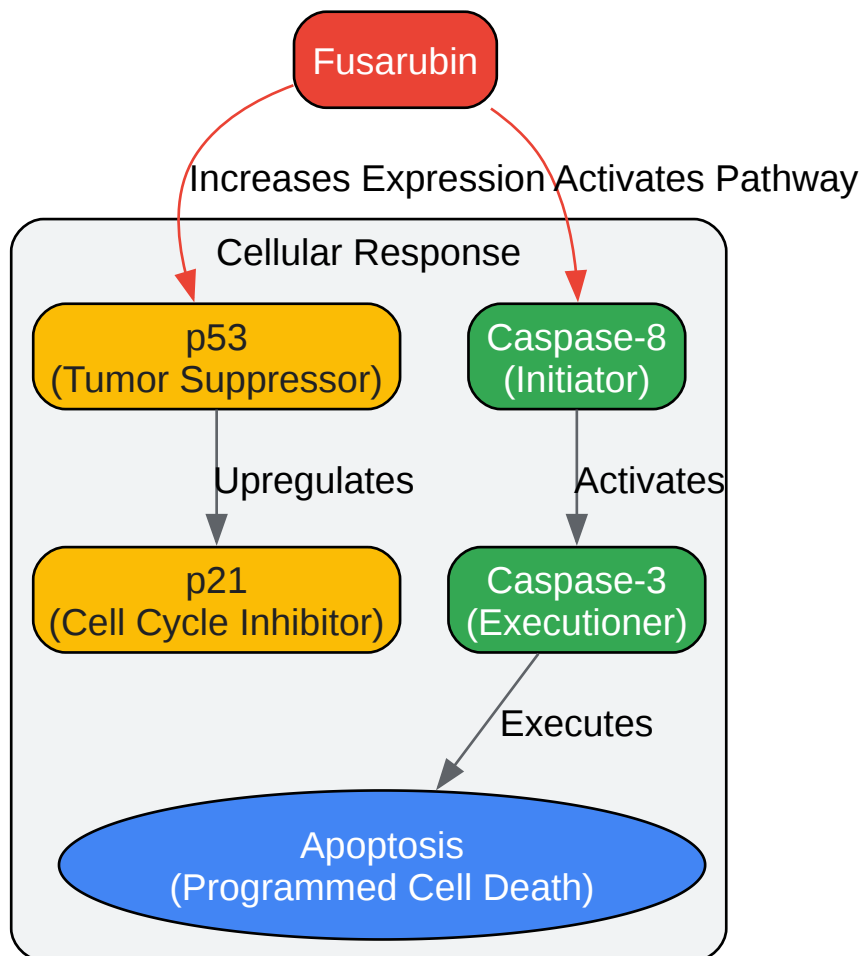 Fusarubin
Increases Expression
Activates Pathway
Cellular Response
p53
(Tumor Suppressor)
Caspase-8
(Initiator)
Upregulates
Activates
p21
(Cell Cycle Inhibitor)
Caspase-3
(Executioner)
Executes
Apoptosis
(Programmed Cell Death)